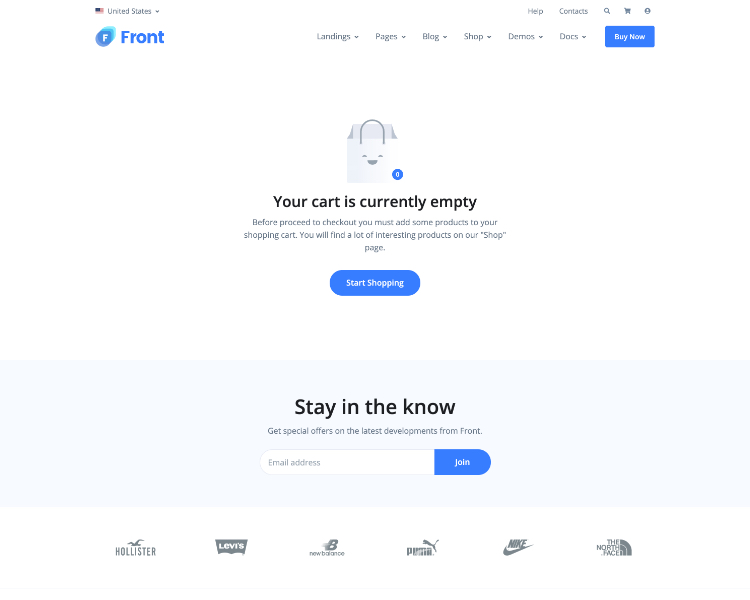 United States
Help
Contacts
Front
Landings
Pages
Blog
Shop
Demos
Docs
Buy Now
0
Your cart is currently empty
Before proceed to checkout you must add some products to your
shopping cart. You will find a lot of interesting products on our "Shop"
page.
Start Shopping
Stay in the know
Get special offers on the latest developments from Front.
Email address
Join
HOLLISTER
LEVI'S
new balance
PUMA
NIKE
THE
NORTH
FACE